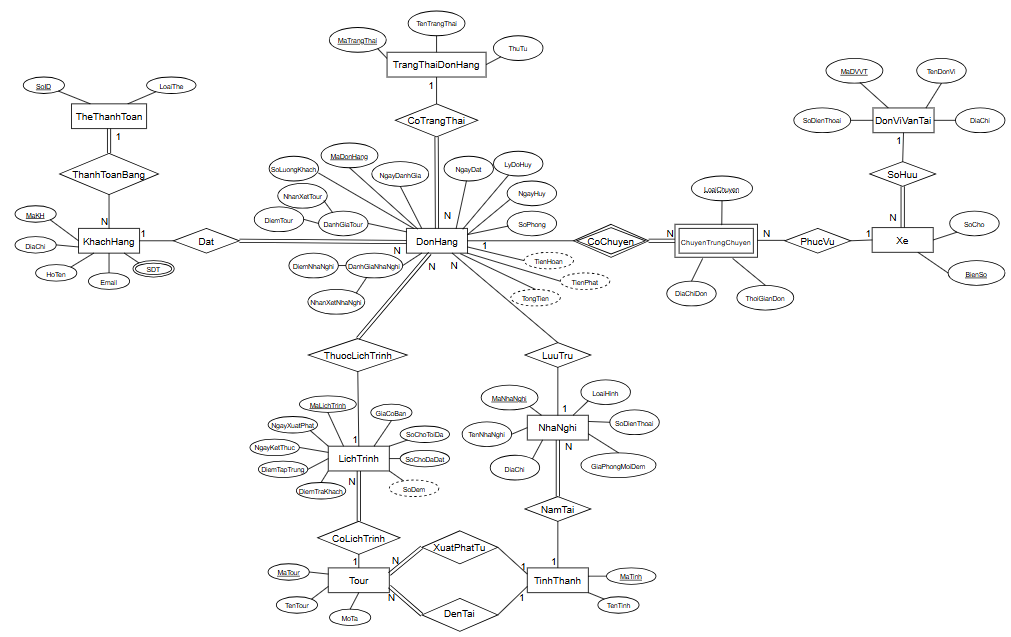 TenTrangThai
MaTrangThai
ThuTu
TrangThaiDonHang
1
CoTrangThai
N
SoID
LoaiThe
TheThanhToan
1
ThanhToanBang
N
MaKH
DiaChi
HoTen
Email
SDT
KhachHang
1
Dat
N
MaDonHang
SoLuongKhach
NgayDanhGia
NhanXetTour
DiemTour
DanhGiaTour
NgayDat
LyDoHuy
NgayHuy
SoPhong
DonHang
1
DiemNhaNghi
DanhGiaNhaNghi
NhanXetNhaNghi
N
N
TienHoan
TienPhat
TongTien
CoChuyen
N
LoaiChuyen
ChuyenTrungChuyen
N
DiaChiDon
ThoiGianDon
PhucVu
1
Xe
SoCho
BienSo
N
SoHuu
1
MaDVVT
TenDonVi
SoDienThoai
DonViVanTai
DiaChi
ThuocLichTrinh
1
MaLichTrinh
GiaCoBan
NgayXuatPhat
SoChoToiDa
NgayKetThuc
LichTrinh
SoChoDaDat
DiemTapTrung
DiemTraKhach
SoDem
N
CoLichTrinh
1
LuuTru
1
MaNhaNghi
LoaiHinh
TenNhaNghi
NhaNghi
SoDienThoai
DiaChi
GiaPhongMoiDem
N
NamTai
1
MaTour
Tour
TenTour
MoTa
N
XuatPhatTu
1
N
DenTai
1
TinhThanh
MaTinh
TenTinh